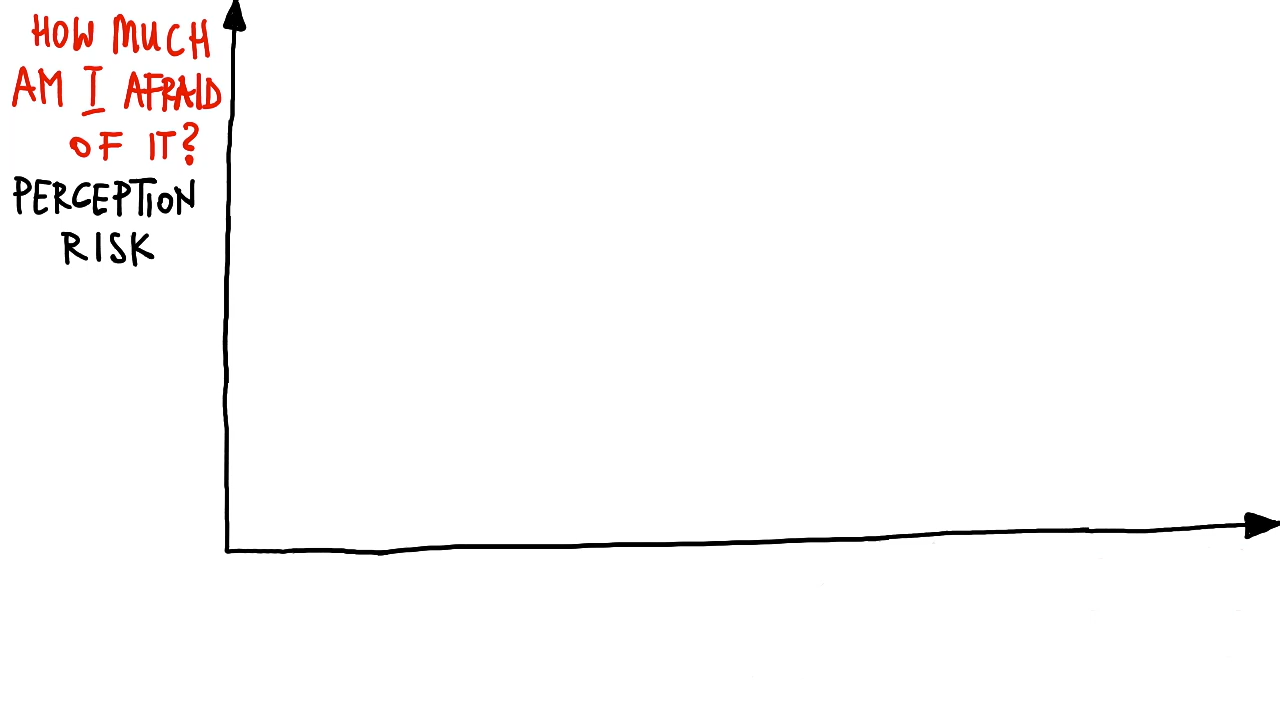 HOW MUCH
AM I AFRAID
OF IT?
PERCEPTION
RISK